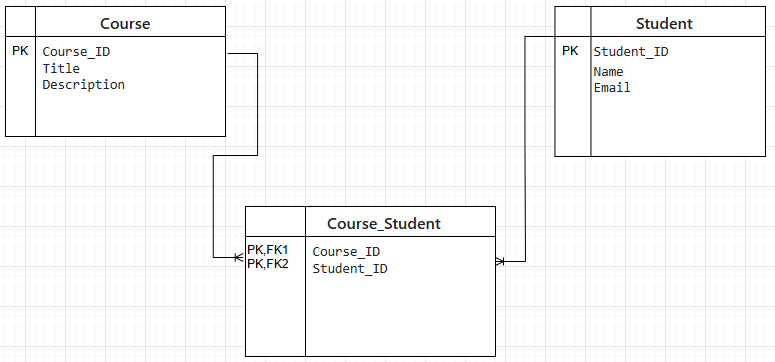 Course
PK Course_ID
Title
Description
Student
PK Student_ID
Name
Email
Course_Student
PK,FK1 Course_ID
PK,FK2 Student_ID